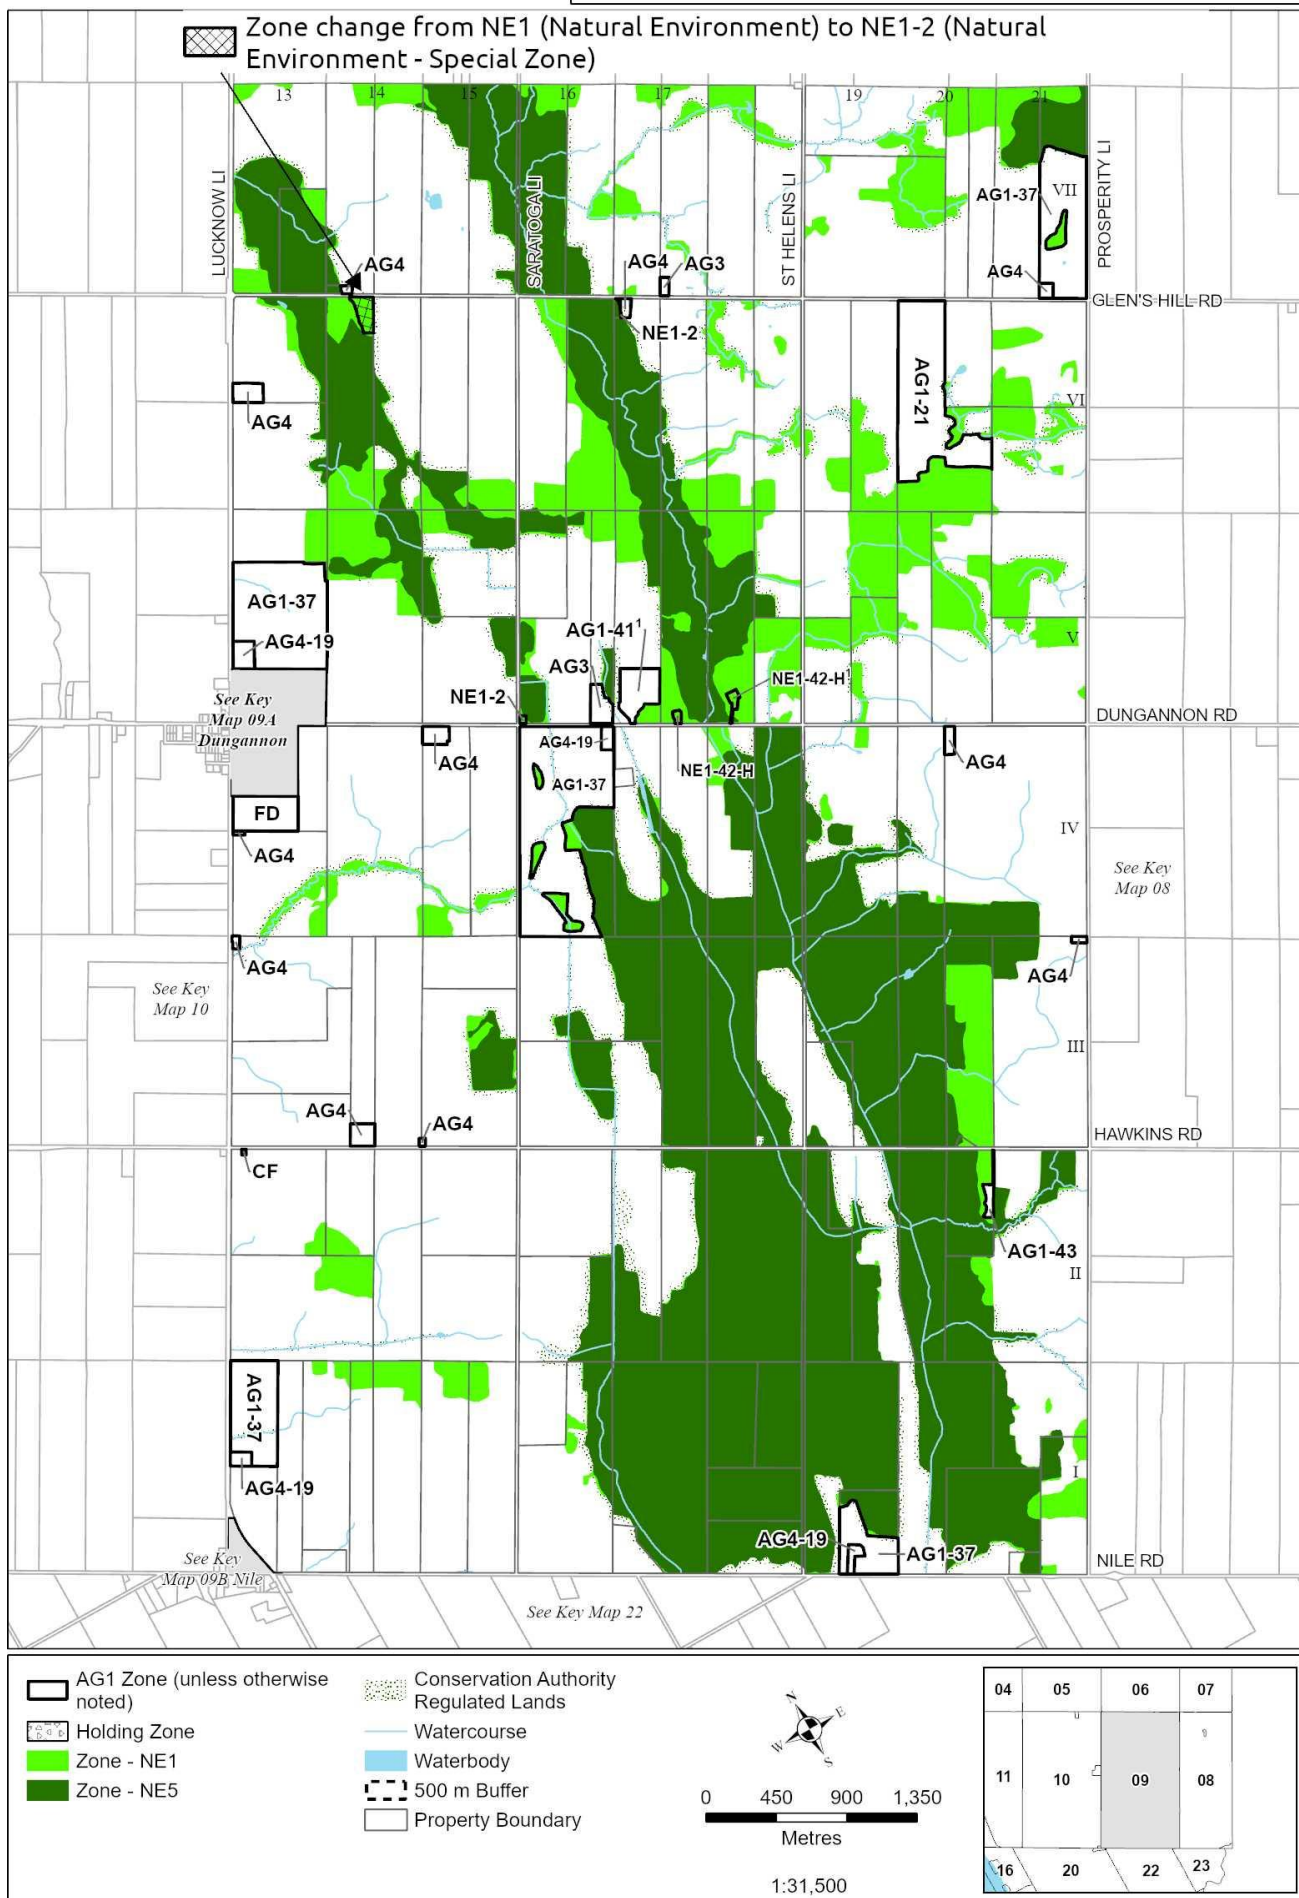 Zone change from NE1 (Natural Environment) to NE1-2 (Natural
Environment - Special Zone)
13
14
15
16
17
19
20
21
LUCKNOW LI
SARATOGA LI
ST HELENS LI
PROSPERITY LI
VII
AG1-37
AG4
AG4
AG3
AG4
GLEN'S HILL RD
NE1-2
AG1-21
VI
AG4
AG1-37
AG4-19
AG1-41¹
V
AG3
NE1-2
NE1-42-H¹
See Key
Map 09A
Dungannon
DUNGANNON RD
AG4
AG4-19
NE1-42-H
AG4
AG1-37
FD
IV
AG4
See Key
Map 08
AG4
AG4
See Key
Map 10
III
AG4
AG4
HAWKINS RD
CF
AG1-43
II
AG1-37
AG4-19
I
AG4-19
AG1-37
NILE RD
See Key
Map 09B Nile
See Key Map 22
AG1 Zone (unless otherwise
noted)
Holding Zone
Zone - NE1
Zone - NE5
Conservation Authority
Regulated Lands
Watercourse
Waterbody
500 m Buffer
Property Boundary
N
E
W
S
0 450 900 1,350
Metres
1:31,500
04 05 06 07
11 10 09 08
16 20 22 23